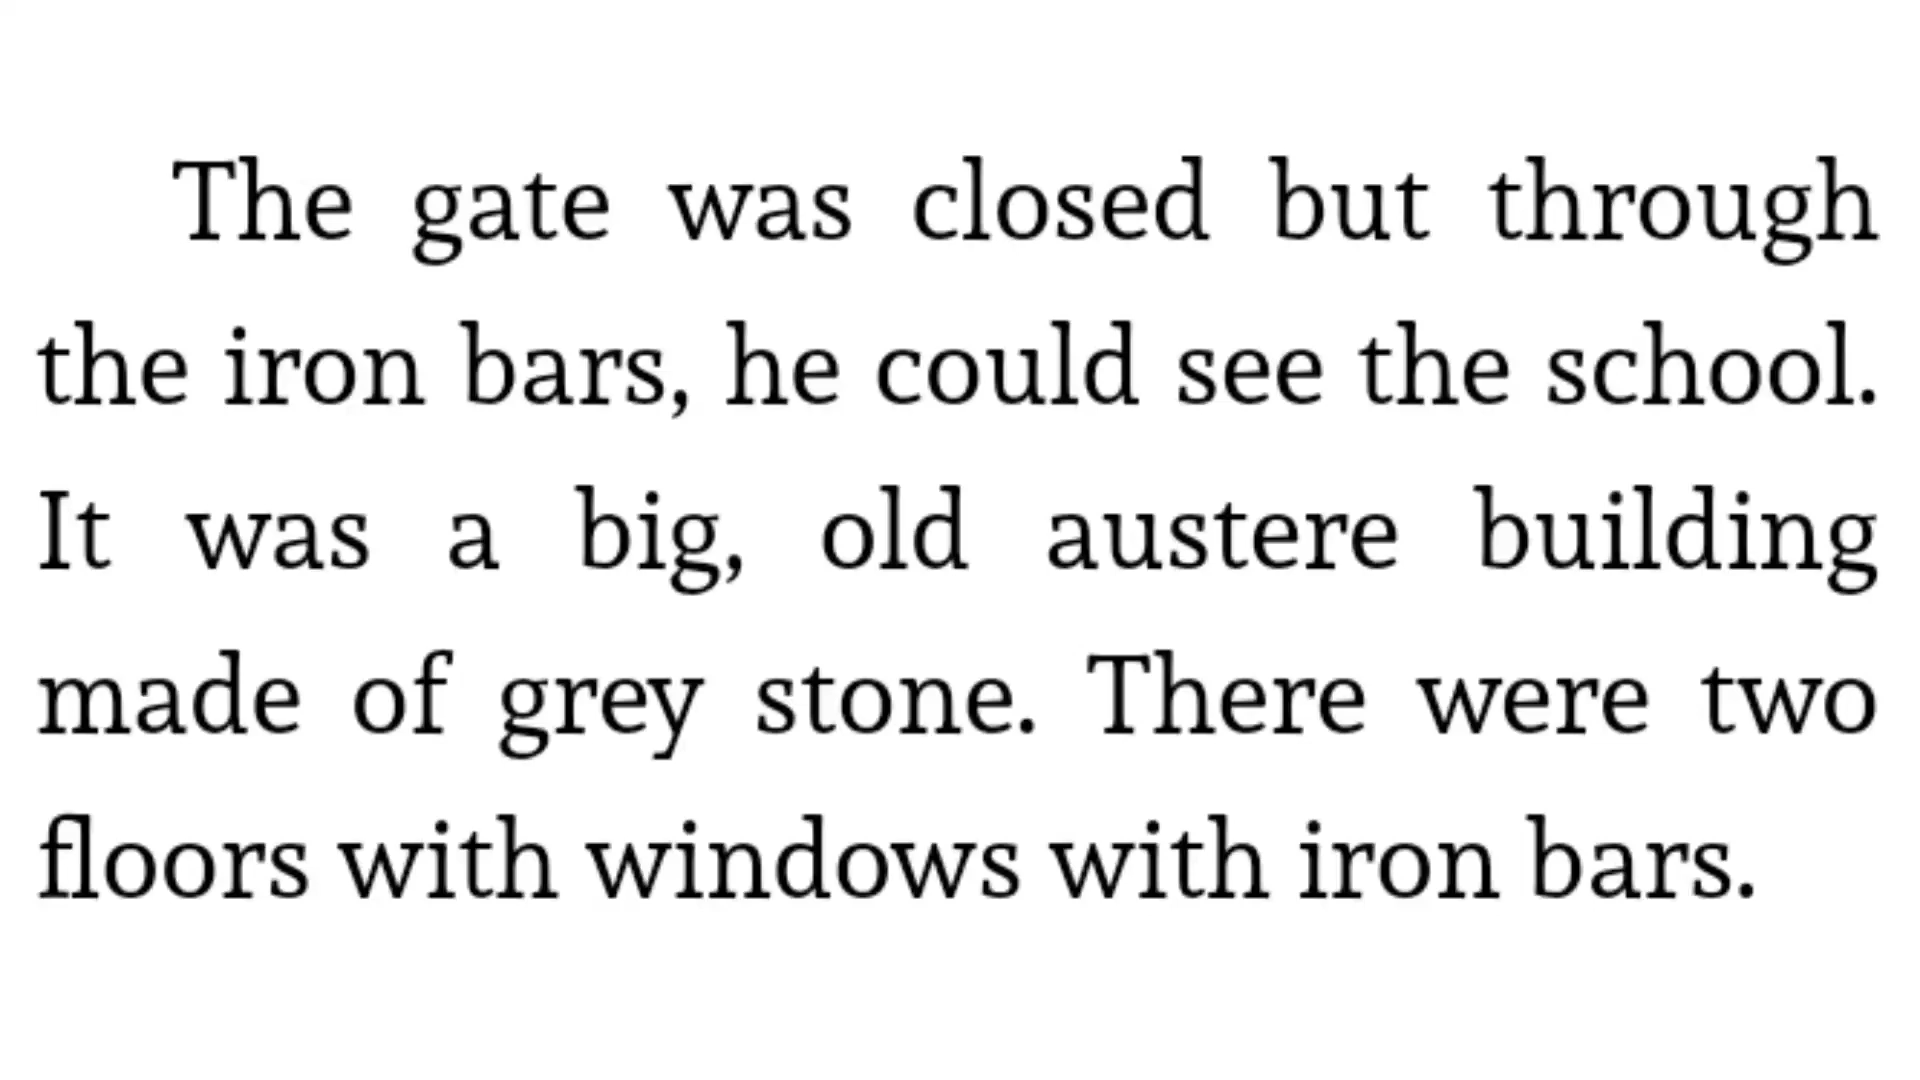 The gate was closed but through
the iron bars, he could see the school.
It was a big, old austere building
made of grey stone. There were two
floors with windows with iron bars.